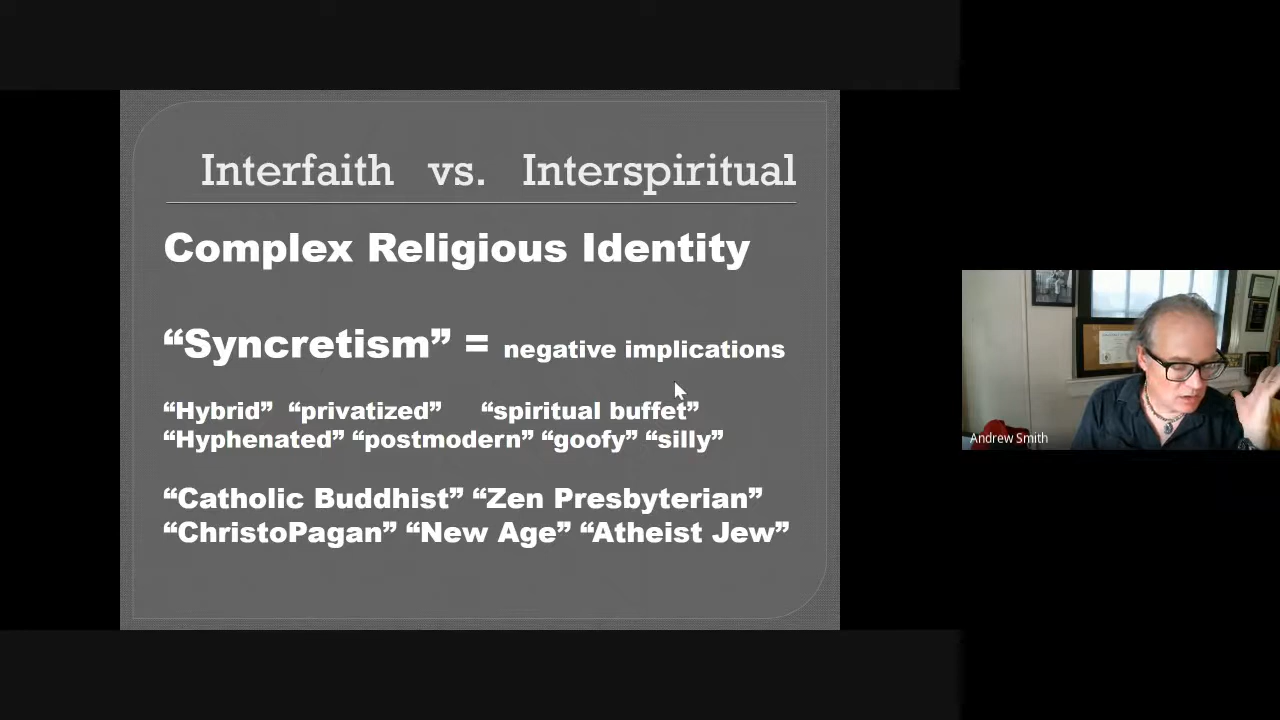 Interfaith vs. Interspiritual
Complex Religious Identity
“Syncretism” = negative implications
“Hybrid” “privatized” “spiritual buffet”
“Hyphenated” “postmodern” “goofy” “silly”
“Catholic Buddhist” “Zen Presbyterian”
“ChristoPagan” “New Age” “Atheist Jew”
Andrew Smith